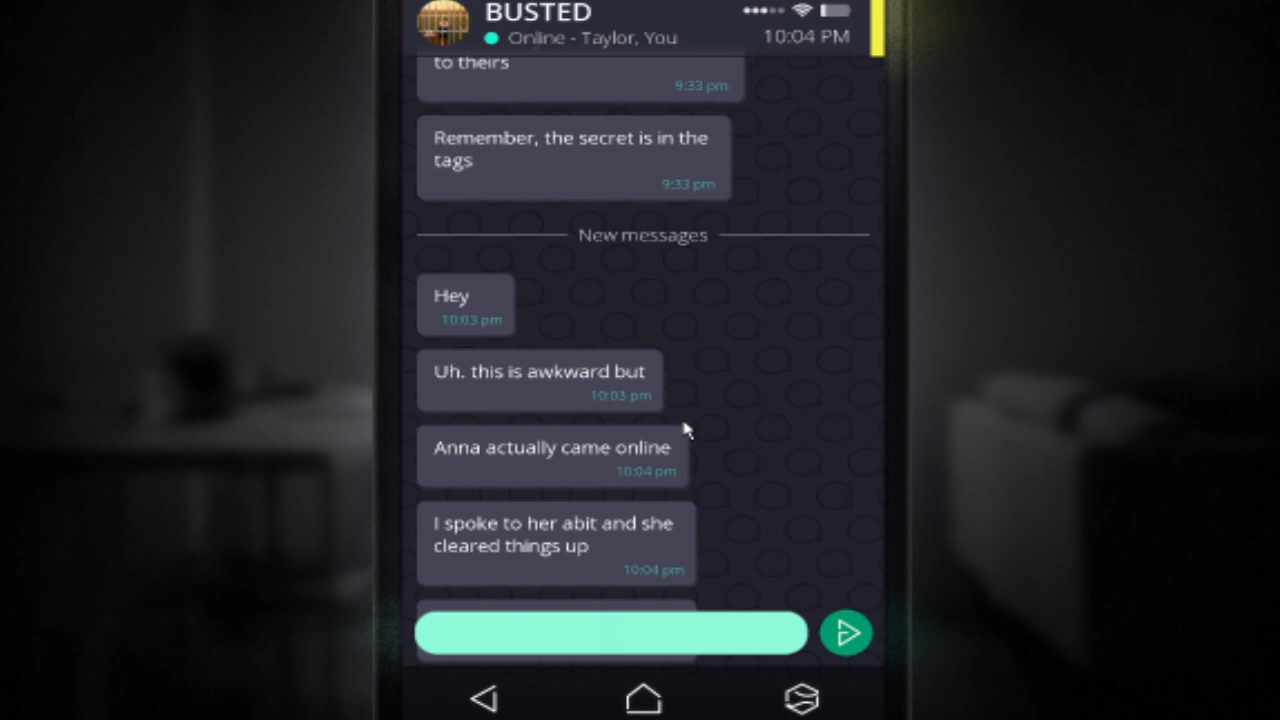 BUSTED
Online - Taylor, You
10:04 PM
to theirs
9:33 pm
Remember, the secret is in the
tags
9:33 pm
New messages
Hey
10:03 pm
Uh. this is awkward but
10:03 pm
Anna actually came online
10:04 pm
I spoke to her abit and she
cleared things up
10:04 pm